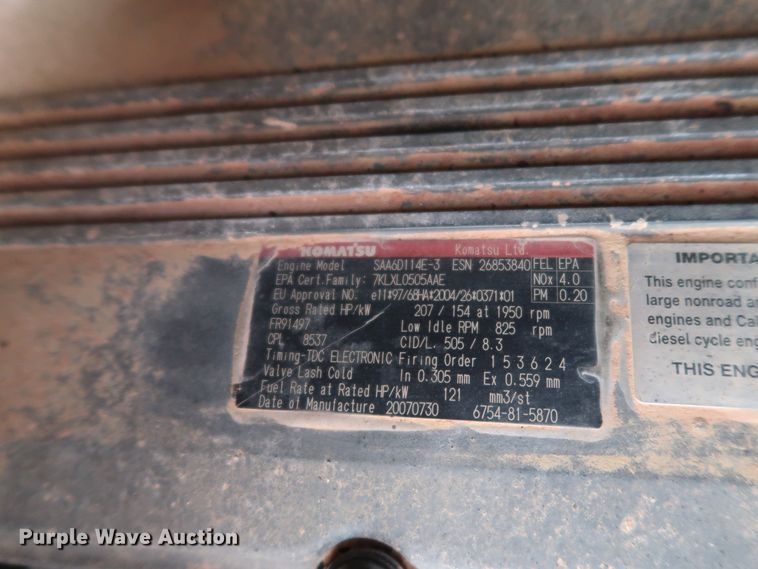 KOMATSU Komatsu Ltd.
Engine Model SAA6D114E-3 ESN 26853840 FEL EPA
EPA Cert.Family: 7KLXL0505AAE NOx 4.0
EU Approval NO. e11*97/68HA*2004/26*0371*01 PM 0.20
Gross Rated HP/kW 207 / 154 at 1950 rpm
FR91497 Low Idle RPM 825 rpm
CPL 8537 CID/L. 505 / 8.3
Timing-TDC ELECTRONIC Firing Order 1 5 3 6 2 4
Valve Lash Cold In 0.305 mm Ex 0.559 mm
Fuel Rate at Rated HP/kW 121 mm3/st
Date of Manufacture 20070730 6754-81-5870
IMPORTA
This engine conf
large nonroad ar
engines and Cal
diesel cycle eng
THIS ENG
Purple Wave Auction